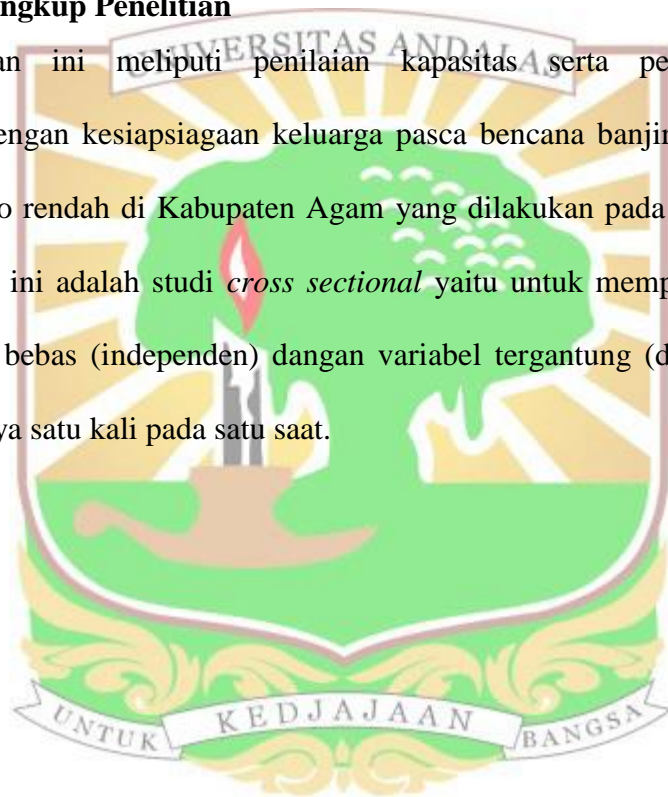 ngkup Penelitian
UNIVERSITAS ANDALAS
an ini meliputi penilaian kapasitas serta pe
engan kesiapsiagaan keluarga pasca bencana banjir
o rendah di Kabupaten Agam yang dilakukan pada
ini adalah studi cross sectional yaitu untuk memp
bebas (independen) dangan variabel tergantung (d
ya satu kali pada satu saat.
UNTUK KEDJAJAAN BANGSA